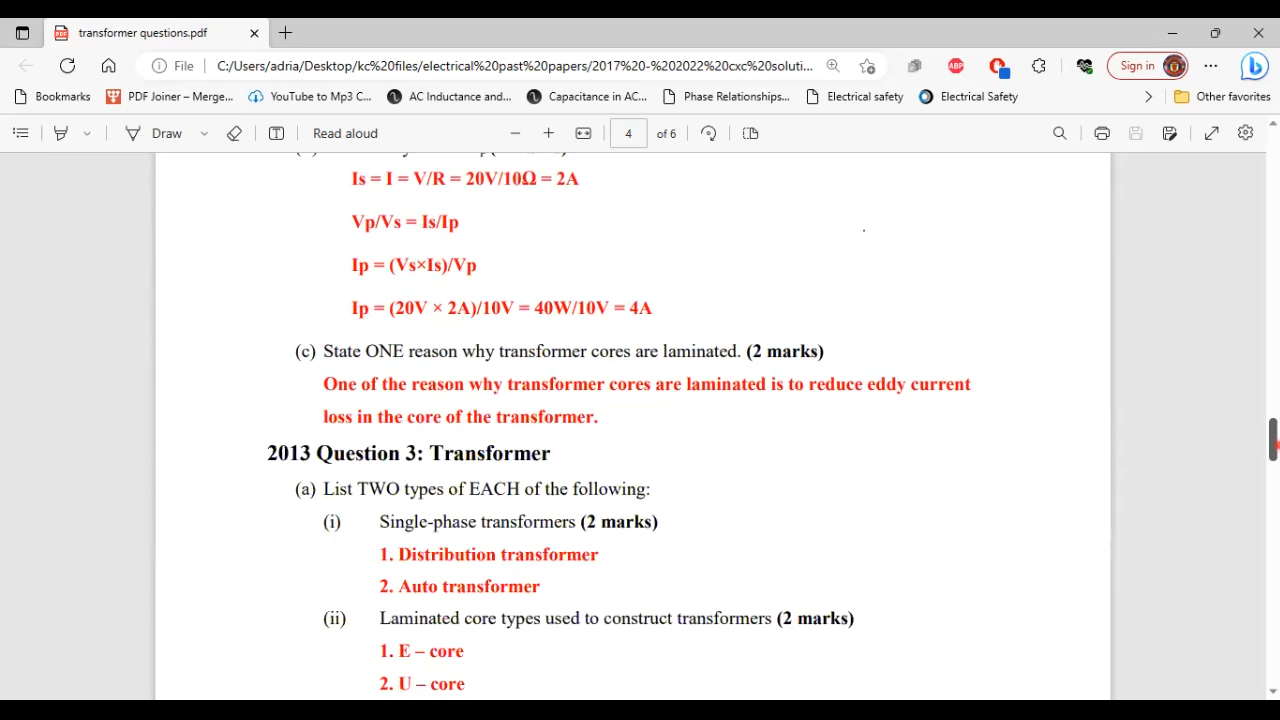 transformer questions.pdf
File C:/Users/adria/Desktop/kc%20files/electrical%20past%20papers/2017%20-%202022%20cxc%20soluti... Sign in
Bookmarks PDF Joiner – Merge... YouTube to Mp3 C... AC Inductance and... Capacitance in AC... Phase Relationships... Electrical safety Electrical Safety Other favorites
Draw Read aloud 4 of 6
Is = I = V/R = 20V/10Ω = 2A
Vp/Vs = Is/Ip
Ip = (Vs×Is)/Vp
Ip = (20V × 2A)/10V = 40W/10V = 4A
(c) State ONE reason why transformer cores are laminated. (2 marks)
One of the reason why transformer cores are laminated is to reduce eddy current
loss in the core of the transformer.
2013 Question 3: Transformer
(a) List TWO types of EACH of the following:
(i) Single-phase transformers (2 marks)
1. Distribution transformer
2. Auto transformer
(ii) Laminated core types used to construct transformers (2 marks)
1. E – core
2. U – core